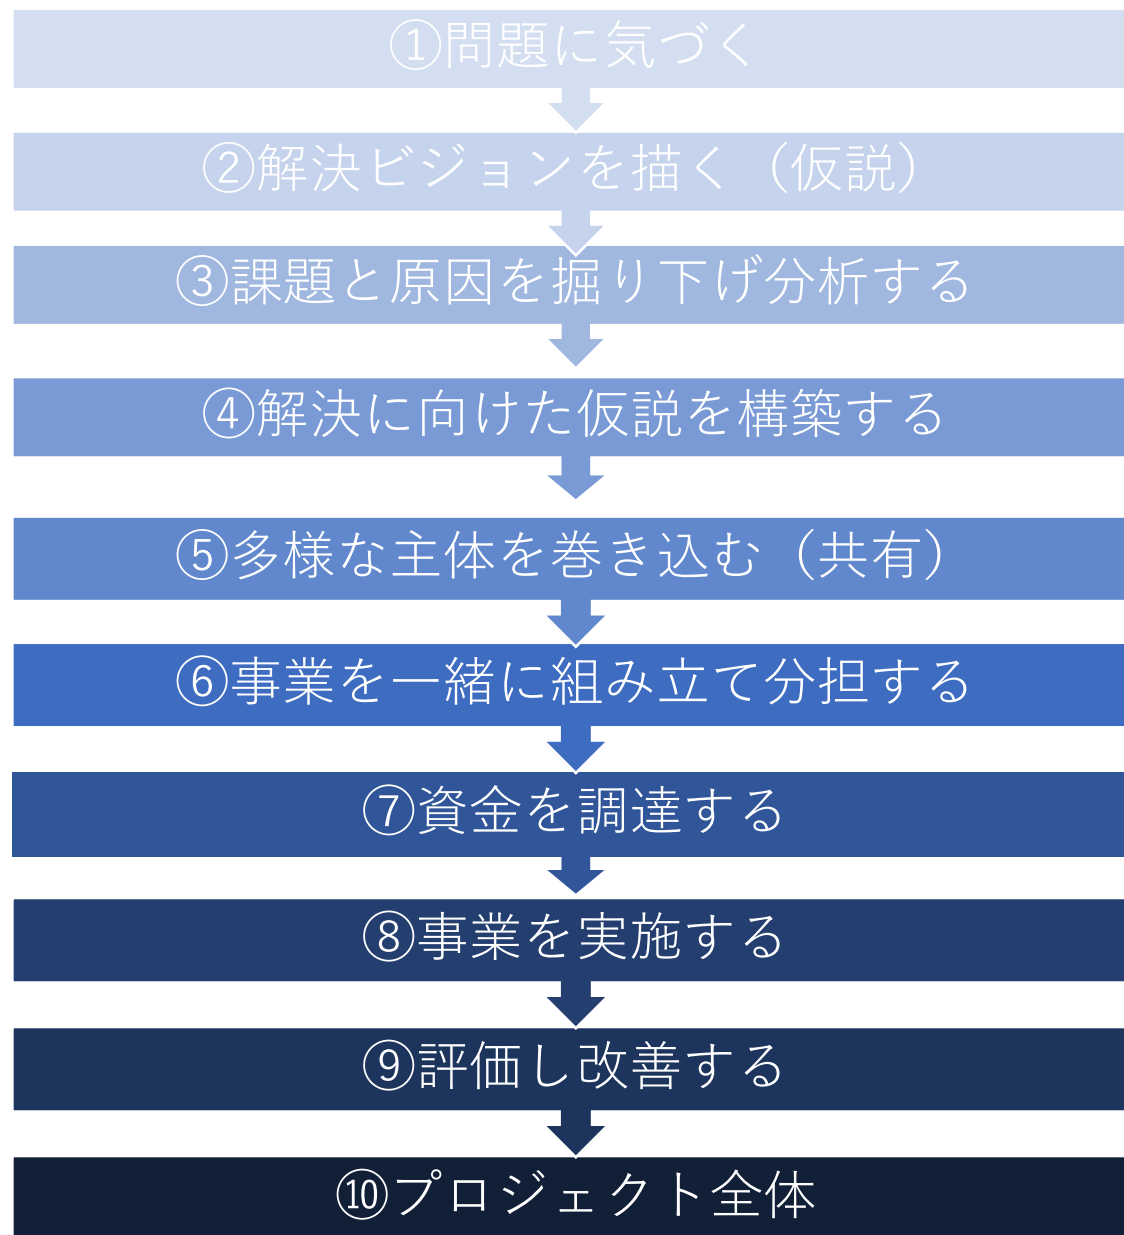 ①問題に気づく
②解決ビジョンを描く（仮説）
③課題と原因を掘り下げ分析する
④解決に向けた仮説を構築する
⑤多様な主体を巻き込む（共有）
⑥事業を一緒に組み立て分担する
⑦資金を調達する
⑧事業を実施する
⑨評価し改善する
⑩プロジェクト全体